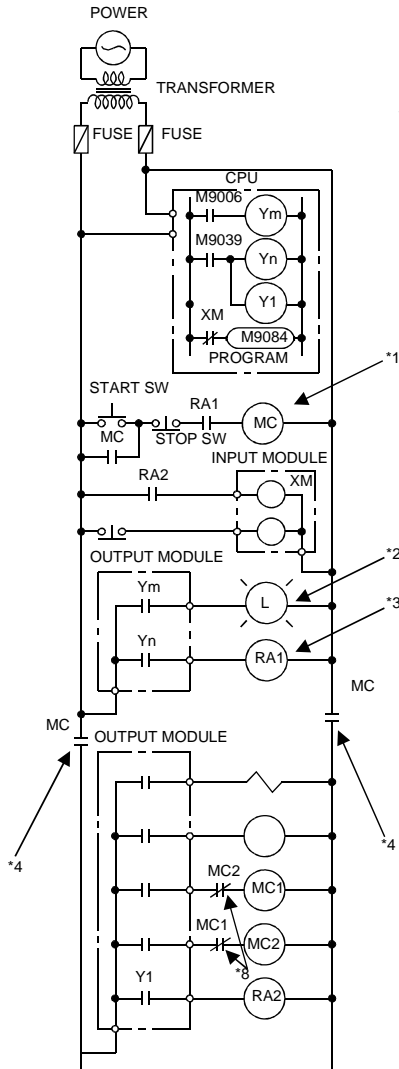 POWER
TRANSFORMER
FUSE
FUSE
CPU
M9006
Ym
M9039
Yn
Y1
XM
M9084
PROGRAM
*1
START SW
RA1
MC
MC
STOP SW
INPUT MODULE
RA2
XM
OUTPUT MODULE
*2
Ym
L
*3
Yn
RA1
MC
MC
OUTPUT MODULE
*4
*4
MC2
MC1
MC1
MC2
*8
Y1
RA2